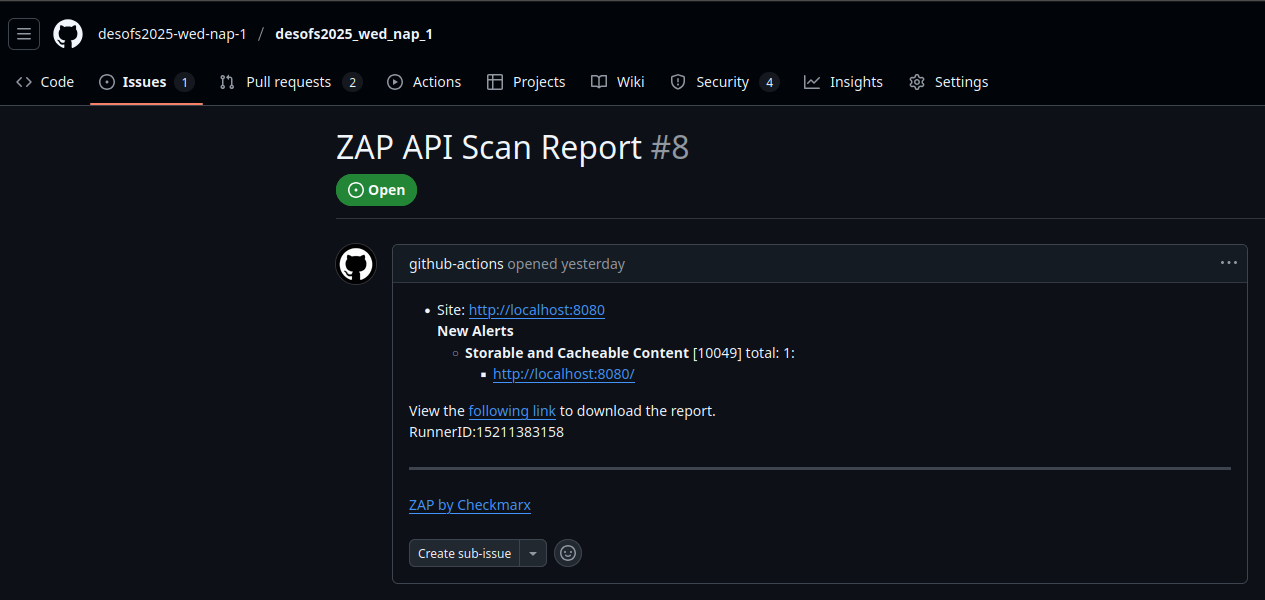 desofs2025-wed-nap-1 / desofs2025_wed_nap_1
Code Issues 1 Pull requests 2 Actions Projects Wiki Security 4 Insights Settings
ZAP API Scan Report #8
Open
github-actions opened yesterday
Site: http://localhost:8080
New Alerts
Storable and Cacheable Content [10049] total: 1:
http://localhost:8080/
View the following link to download the report.
RunnerID:15211383158
ZAP by Checkmarx
Create sub-issue